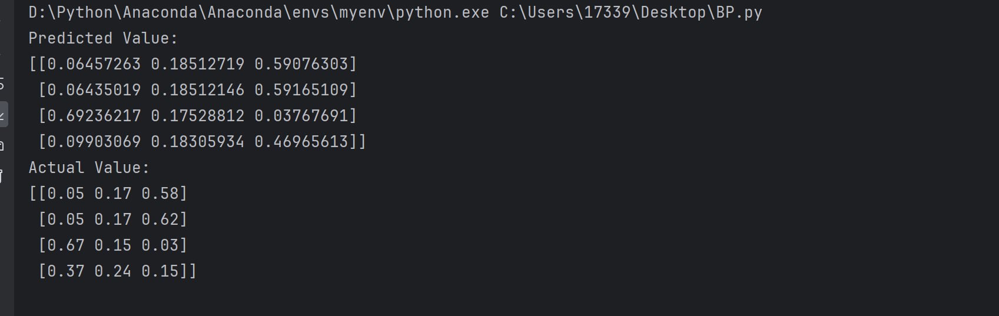 D:\Python\Anaconda\Anaconda\envs\myenv\python.exe C:\Users\17339\Desktop\BP.py
Predicted Value:
[[0.06457263 0.18512719 0.59076303]
 [0.06435019 0.18512146 0.59165109]
 [0.69236217 0.17528812 0.03767691]
 [0.09903069 0.18305934 0.46965613]]
Actual Value:
[[0.05 0.17 0.58]
 [0.05 0.17 0.62]
 [0.67 0.15 0.03]
 [0.37 0.24 0.15]]